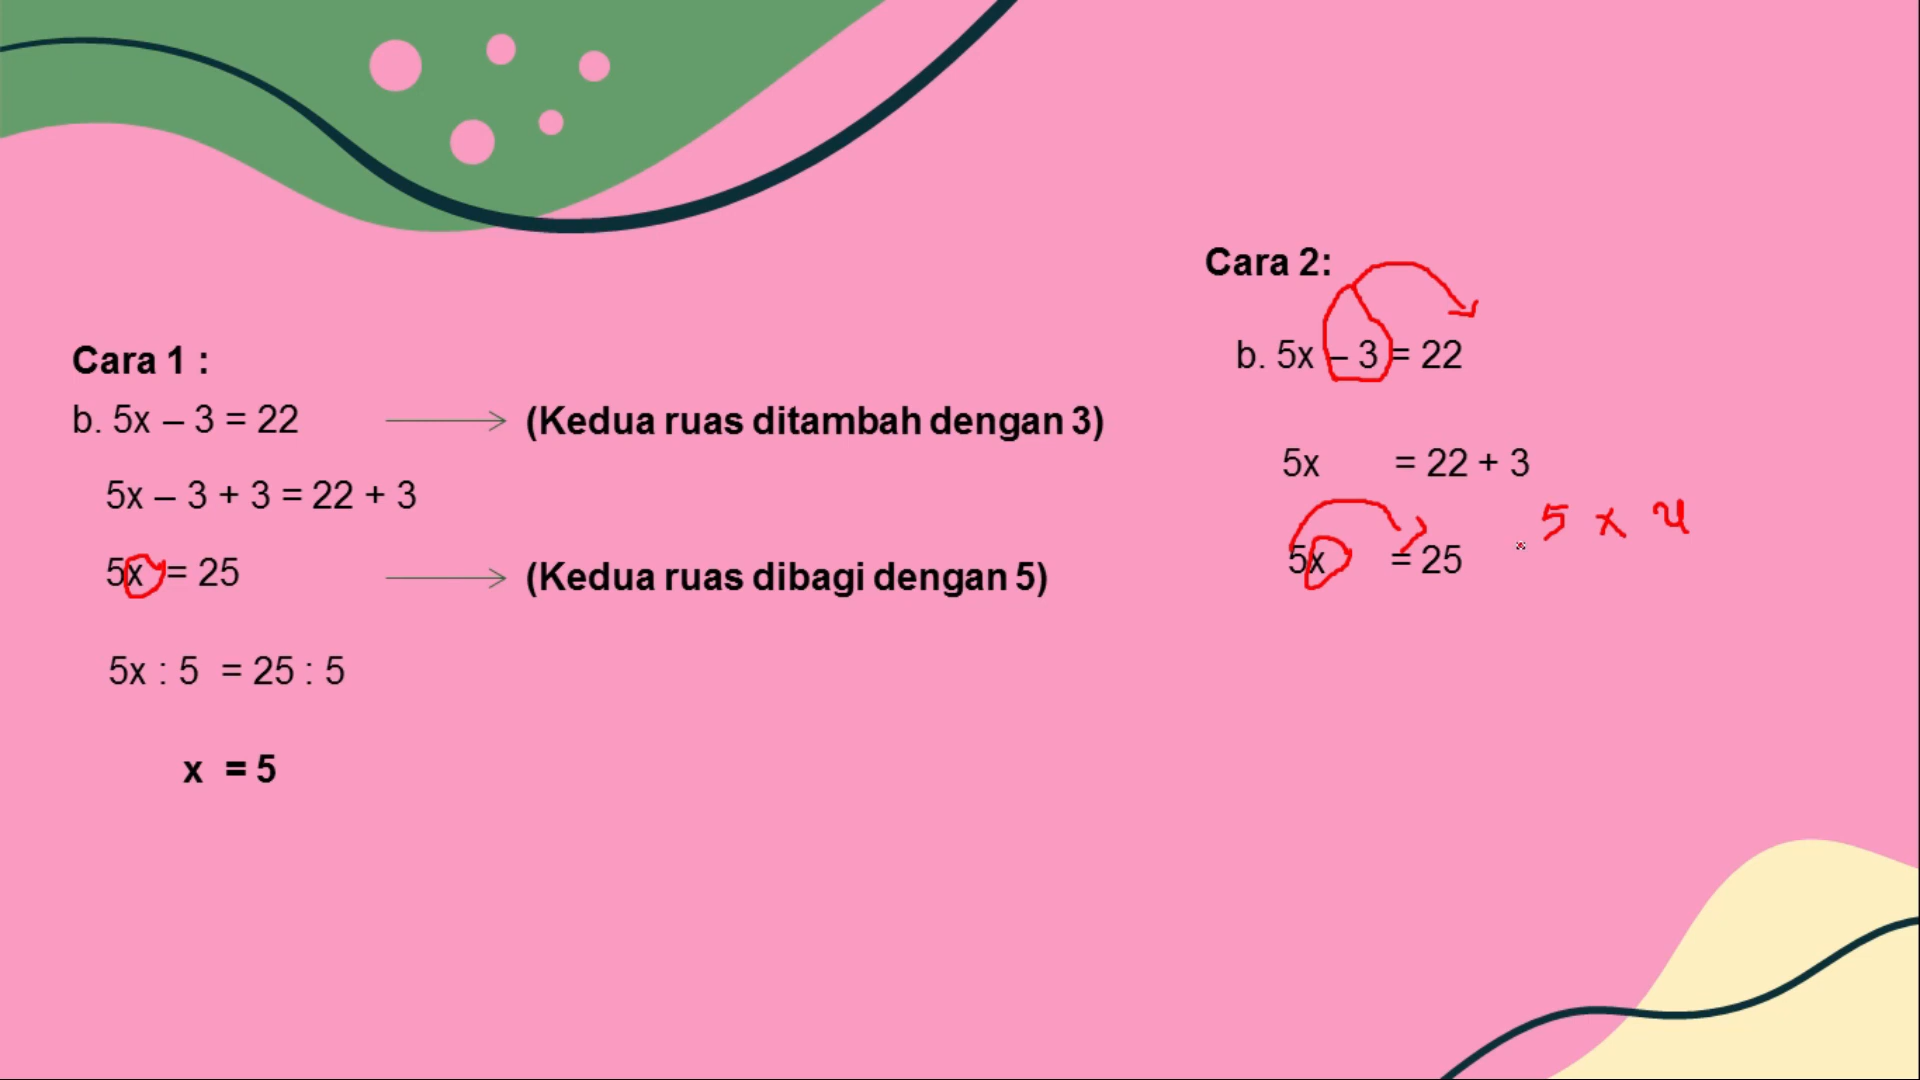 Cara 1 :
b. 5x – 3 = 22 (Kedua ruas ditambah dengan 3)
5x – 3 + 3 = 22 + 3
5x = 25 (Kedua ruas dibagi dengan 5)
5x : 5 = 25 : 5
x = 5
Cara 2:
b. 5x – 3 = 22
5x = 22 + 3
5 x
5x = 25